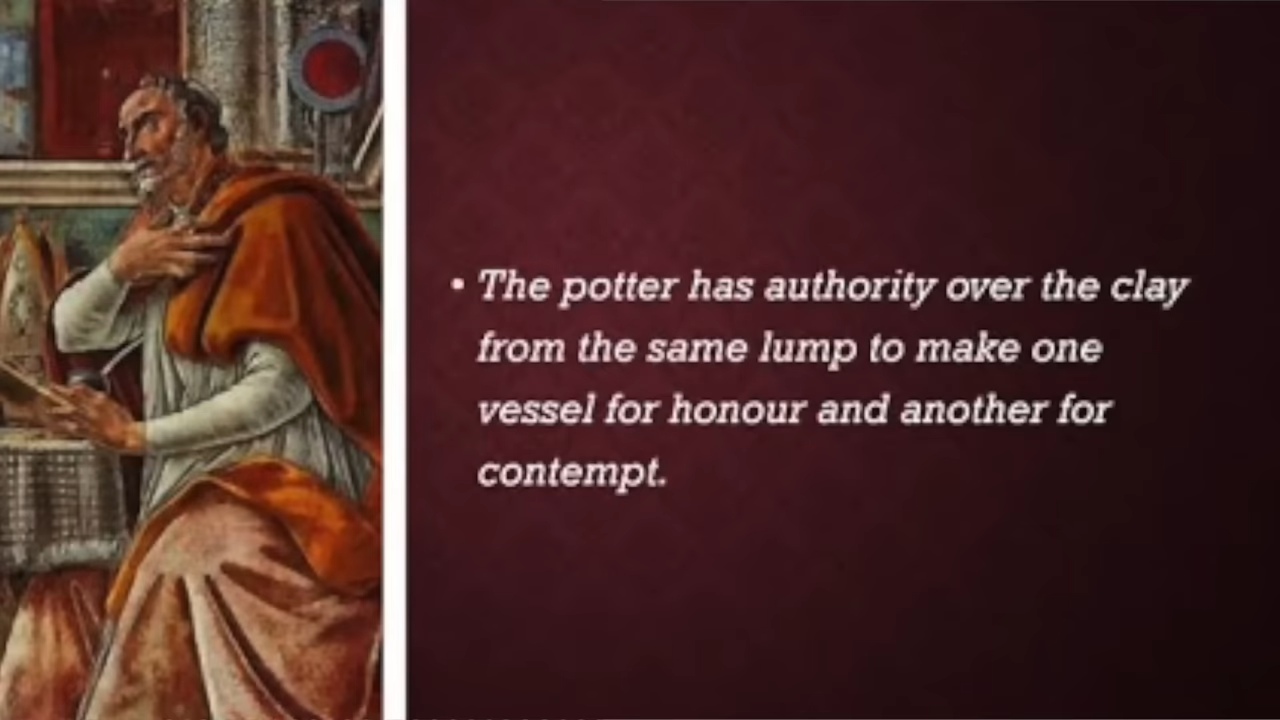 • The potter has authority over the clay
from the same lump to make one
vessel for honour and another for
contempt.